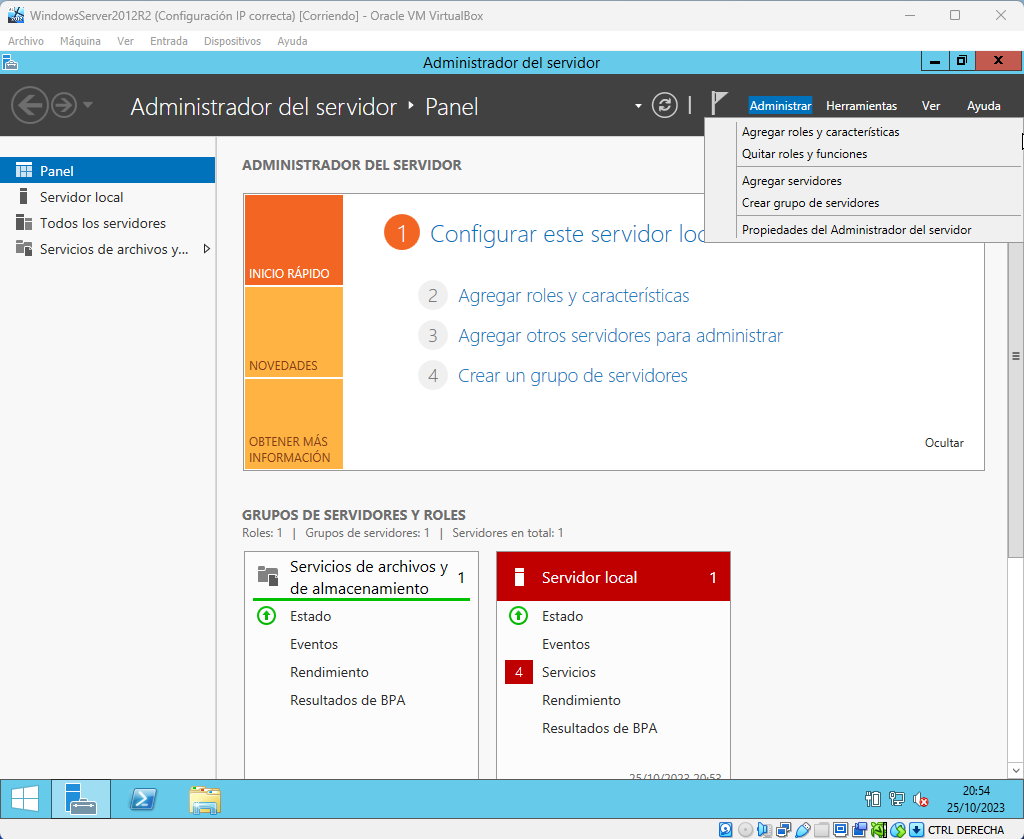 WindowsServer2012R2 (Configuración IP correcta) [Corriendo] - Oracle VM VirtualBox
Archivo Máquina Ver Entrada Dispositivos Ayuda
Administrador del servidor
Administrador del servidor Panel
Administrar Herramientas Ver Ayuda
Agregar roles y características
Quitar roles y funciones
Agregar servidores
Crear grupo de servidores
Propiedades del Administrador del servidor
Panel
Servidor local
Todos los servidores
Servicios de archivos y...
ADMINISTRADOR DEL SERVIDOR
INICIO RÁPIDO
NOVEDADES
OBTENER MÁS
INFORMACIÓN
1 Configurar este servidor loc
2 Agregar roles y características
3 Agregar otros servidores para administrar
4 Crear un grupo de servidores
Ocultar
GRUPOS DE SERVIDORES Y ROLES
Roles: 1 | Grupos de servidores: 1 | Servidores en total: 1
Servicios de archivos y
de almacenamiento
1
Estado
Eventos
Rendimiento
Resultados de BPA
Servidor local 1
Estado
Eventos
4 Servicios
Rendimiento
Resultados de BPA
25/10/2023 20:53
20:54
25/10/2023
CTRL DERECHA